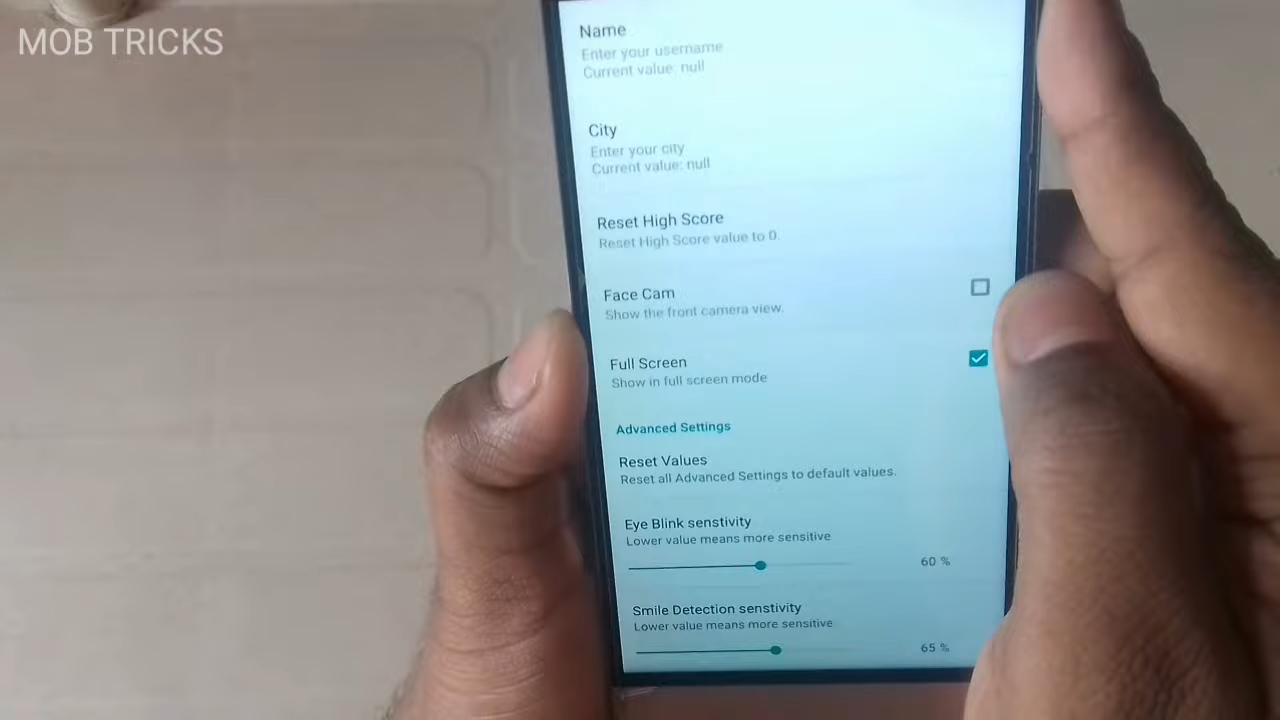 MOB TRICKS
Name
Enter your username
Current value: null
City
Enter your city
Current value: null
Reset High Score
Reset High Score value to 0.
Face Cam
Show the front camera view.
Full Screen
Show in full screen mode
Advanced Settings
Reset Values
Reset all Advanced Settings to default values.
Eye Blink senstivity
Lower value means more sensitive
60 %
Smile Detection senstivity
Lower value means more sensitive
65 %